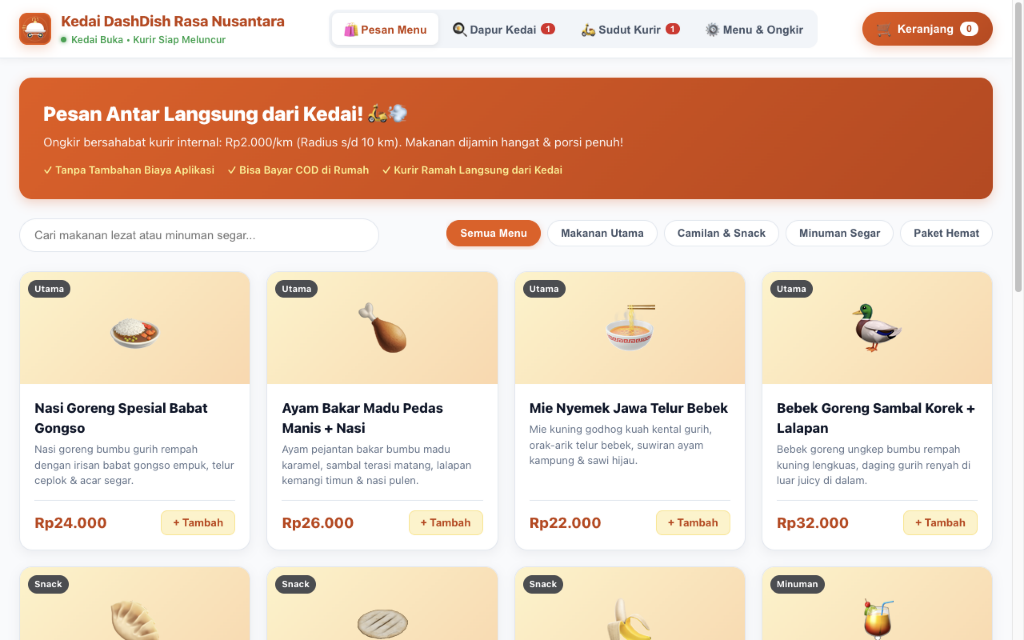 Kedai DashDish Rasa Nusantara
Kedai Buka • Kurir Siap Meluncur
Pesan Menu
Dapur Kedai 1
Sudut Kurir 1
Menu & Ongkir
Keranjang 0
Pesan Antar Langsung dari Kedai!
Ongkir bersahabat kurir internal: Rp2.000/km (Radius s/d 10 km). Makanan dijamin hangat & porsi penuh!
✓ Tanpa Tambahan Biaya Aplikasi ✓ Bisa Bayar COD di Rumah ✓ Kurir Ramah Langsung dari Kedai
Cari makanan lezat atau minuman segar...
Semua Menu
Makanan Utama
Camilan & Snack
Minuman Segar
Paket Hemat
Utama
Nasi Goreng Spesial Babat
Gongso
Nasi goreng bumbu gurih rempah
dengan irisan babat gongso empuk, telur
ceplok & acar segar.
Rp24.000
+ Tambah
Utama
Ayam Bakar Madu Pedas
Manis + Nasi
Ayam pejantan bakar bumbu madu
karamel, sambal terasi matang, lalapan
kemangi timun & nasi pulen.
Rp26.000
+ Tambah
Utama
Mie Nyemek Jawa Telur Bebek
Mie kuning godhog kuah kental gurih,
orak-arik telur bebek, suwiran ayam
kampung & sawi hijau.
Rp22.000
+ Tambah
Utama
Bebek Goreng Sambal Korek +
Lalapan
Bebek goreng ungkep bumbu rempah
kuning lengkuas, daging gurih renyah di
luar juicy di dalam.
Rp32.000
+ Tambah
Snack
Snack
Snack
Minuman